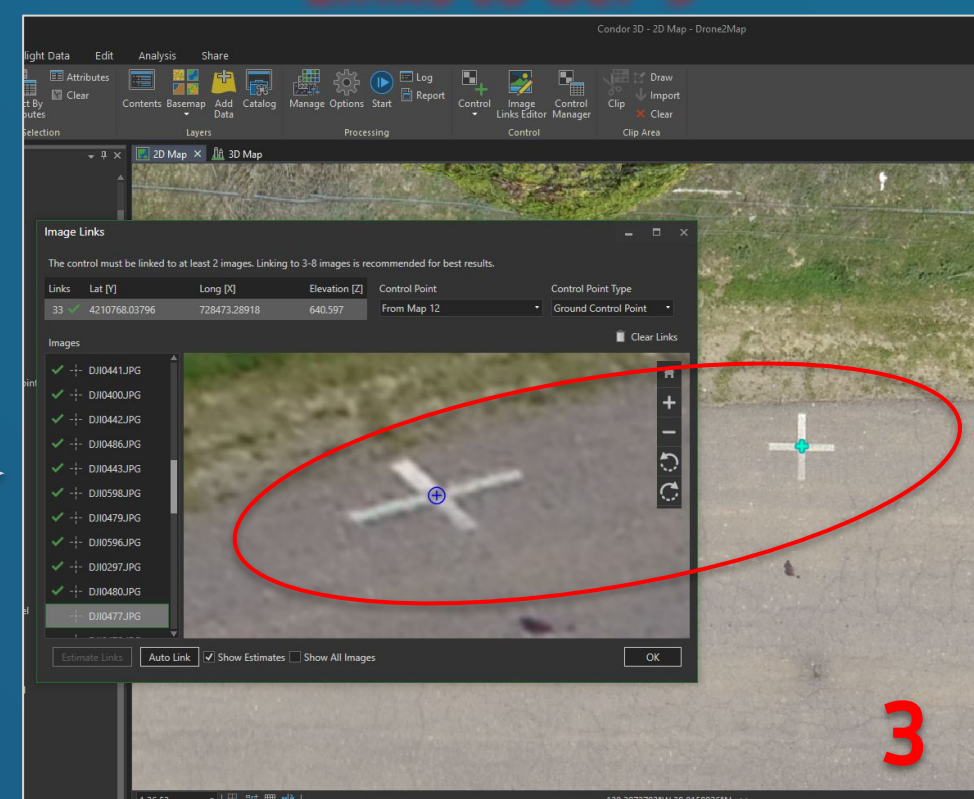 Condor 3D - 2D Map - Drone2Map
light Data Edit Analysis Share
Attributes
Clear
Contents
Basemap
Add Data
Catalog
Manage
Options
Start
Log
Report
Control
Image Links Editor
Control Manager
Clip
Draw
Import
Clear
Selection Layers Processing Control Clip Area
2D Map 3D Map
Image Links
The control must be linked to at least 2 images. Linking to 3-8 images is recommended for best results.
Links Lat [Y] Long [X] Elevation [Z] Control Point Control Point Type
33 4210768.03796 728473.28918 640.597 From Map 12 Ground Control Point
Clear Links
Images
DJI0441.JPG
DJI0400.JPG
DJI0442.JPG
DJI0486.JPG
DJI0443.JPG
DJI0598.JPG
DJI0479.JPG
DJI0596.JPG
DJI0297.JPG
DJI0480.JPG
DJI0477.JPG
Estimate Links Auto Link Show Estimates Show All Images OK
3